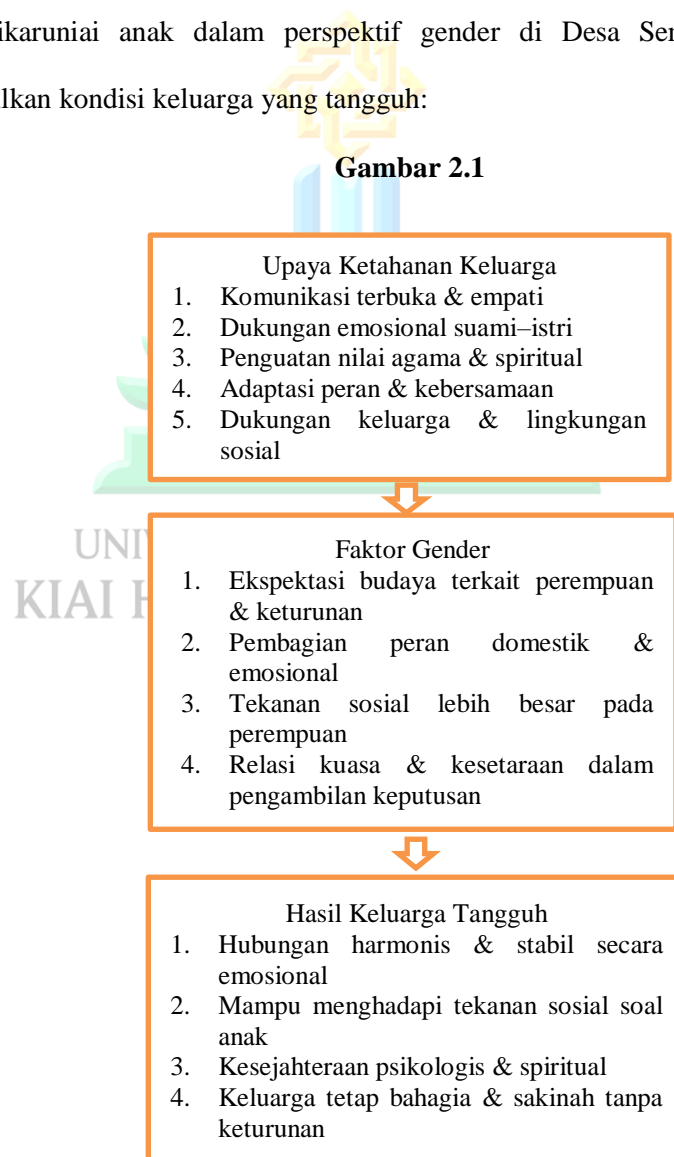 dikaruniai anak dalam perspektif gender di Desa
kondisi keluarga yang tangguh:
Gambar 2.1
Upaya Ketahanan Keluarga
1. Komunikasi terbuka & empati
2. Dukungan emosional suami–istri
3. Penguatan nilai agama & spiritual
4. Adaptasi peran & kebersamaan
5. Dukungan keluarga & lingkungan
sosial
Faktor Gender
1. Ekspektasi budaya terkait perempuan
& keturunan
2. Pembagian peran domestik &
emosional
3. Tekanan sosial lebih besar pada
perempuan
4. Relasi kuasa & kesetaraan dalam
pengambilan keputusan
UNI
KIAI H
Hasil Keluarga Tangguh
1. Hubungan harmonis & stabil secara
emosional
2. Mampu menghadapi tekanan sosial soal
anak
3. Kesejahteraan psikologis & spiritual
4. Keluarga tetap bahagia & sakinah tanpa
keturunan